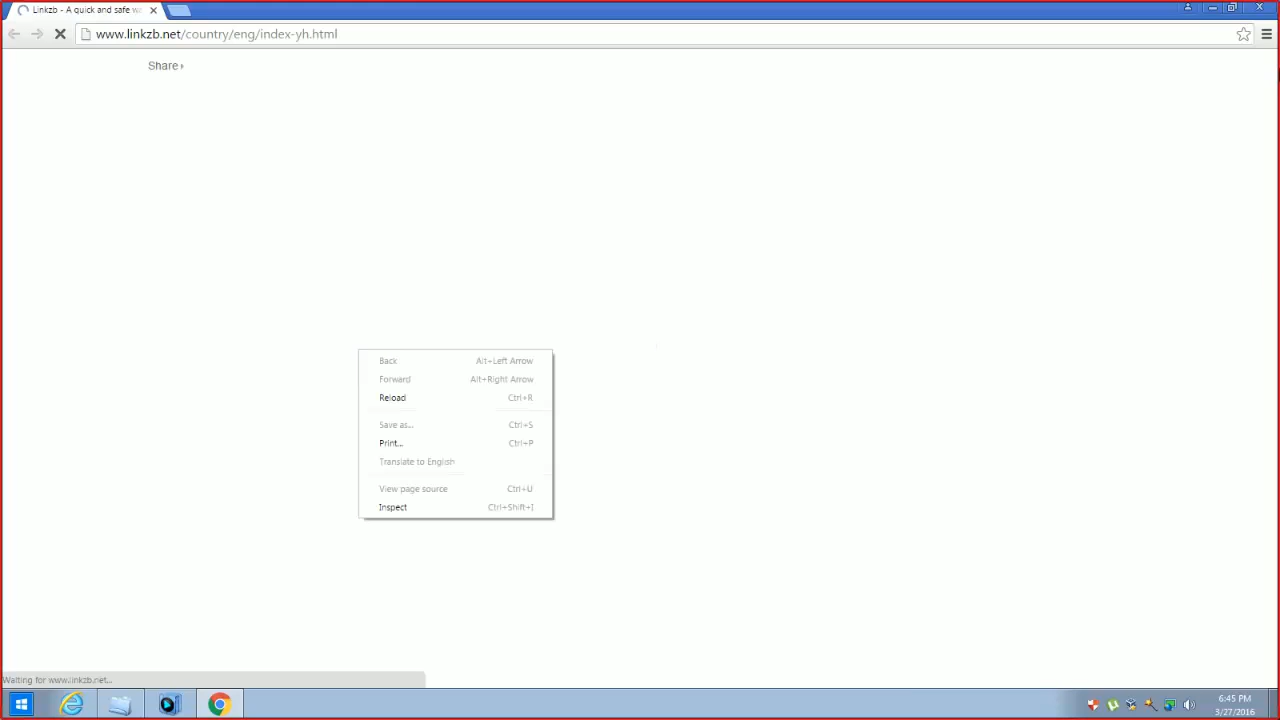 Linkzb - A quick and safe w
www.linkzb.net/country/eng/index-yh.html
Share
Back Alt+Left Arrow
Forward Alt+Right Arrow
Reload Ctrl+R
Save as... Ctrl+S
Print... Ctrl+P
Translate to English
View page source Ctrl+U
Inspect Ctrl+Shift+I
Waiting for www.linkzb.net...
6:45 PM
3/27/2016